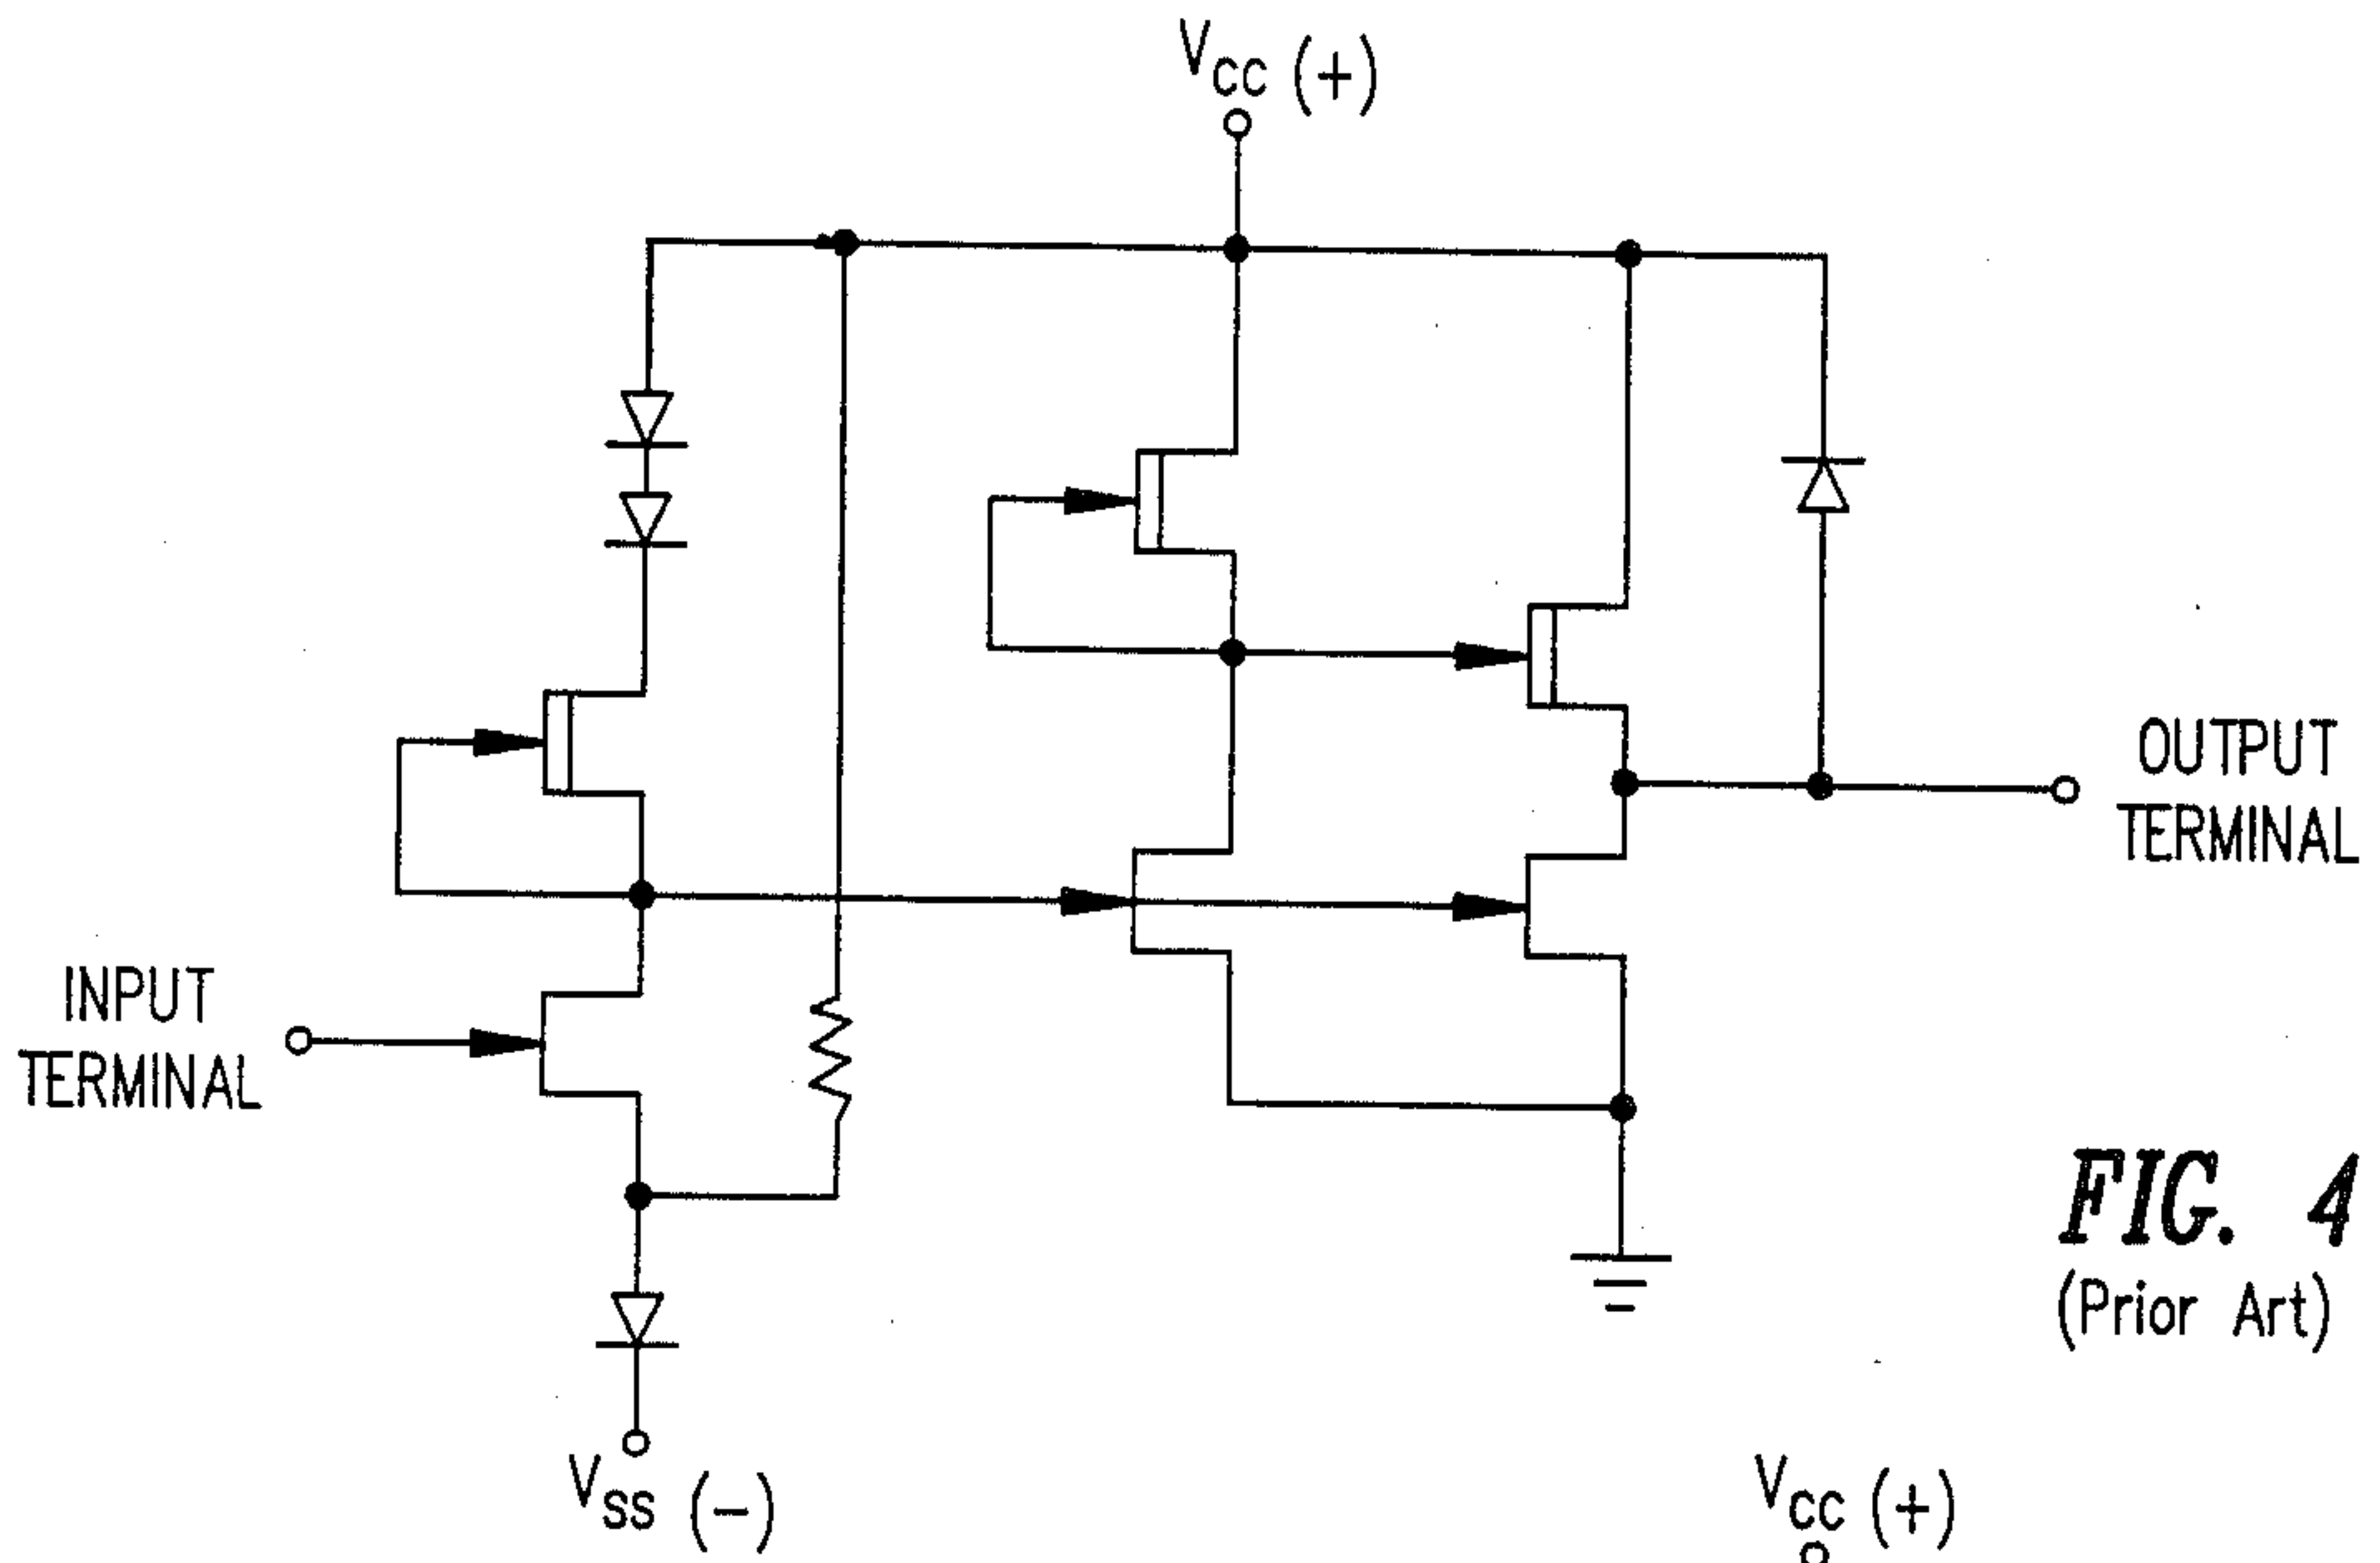 VCC (+)
OUTPUT
TERMINAL
INPUT
TERMINAL
FIG. 4
(Prior Art)
VSS (-)
VCC (+)